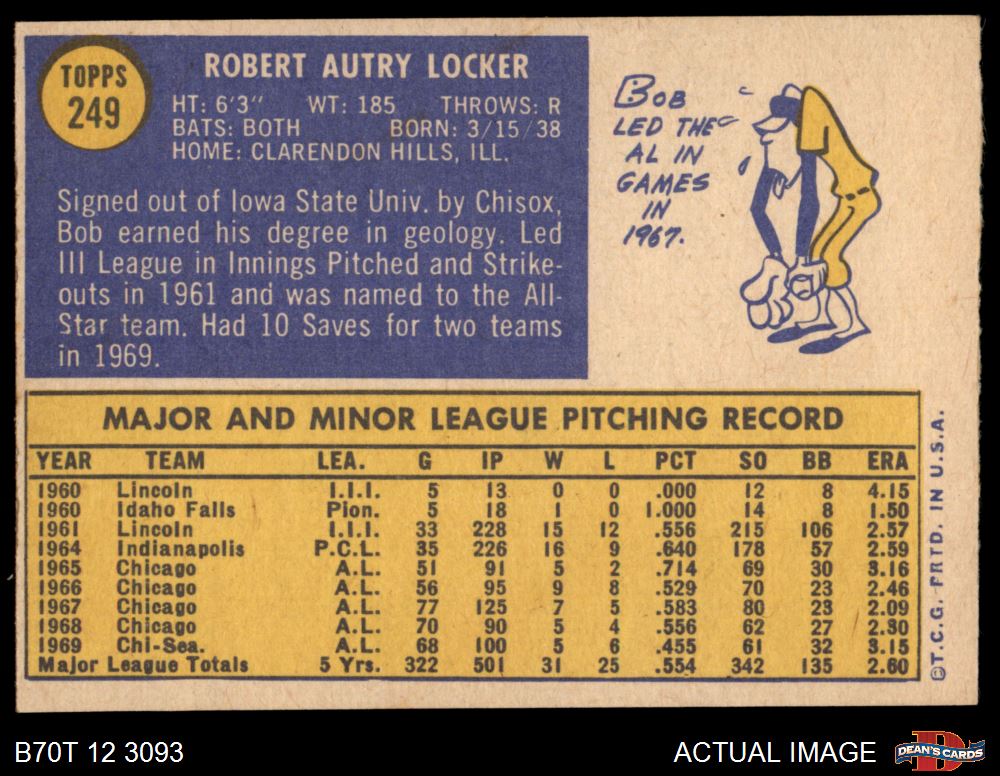 TOPPS
249
ROBERT AUTRY LOCKER
HT: 6'3" WT: 185 THROWS: R
BATS: BOTH BORN: 3/15/38
HOME: CLARENDON HILLS, ILL.
Signed out of Iowa State Univ. by Chisox,
Bob earned his degree in geology. Led
III League in Innings Pitched and Strike-
outs in 1961 and was named to the All-
Star team. Had 10 Saves for two teams
in 1969.
BOB
LED THE
AL IN
GAMES
IN
1967.
MAJOR AND MINOR LEAGUE PITCHING RECORD
YEAR TEAM LEA. G IP W L PCT SO BB ERA
1960 Lincoln I.I.I. 5 13 0 0 .000 12 8 4.15
1960 Idaho Falls Pion. 5 18 1 0 1.000 14 8 1.50
1961 Lincoln I.I.I. 33 228 15 12 .556 215 106 2.57
1964 Indianapolis P.C.L. 35 226 16 9 .640 178 57 2.59
1965 Chicago A.L. 51 91 5 2 .714 69 30 3.16
1966 Chicago A.L. 56 95 9 8 .529 70 23 2.46
1967 Chicago A.L. 77 125 7 5 .583 80 23 2.09
1968 Chicago A.L. 70 90 5 4 .556 62 27 2.30
1969 Chi-Sea. A.L. 68 100 5 6 .455 61 32 3.15
Major League Totals 5 Yrs. 322 501 31 25 .554 342 135 2.60
©T.C.G. PRTD. IN U.S.A.
B70T 12 3093
ACTUAL IMAGE
D
DEAN'S CARDS